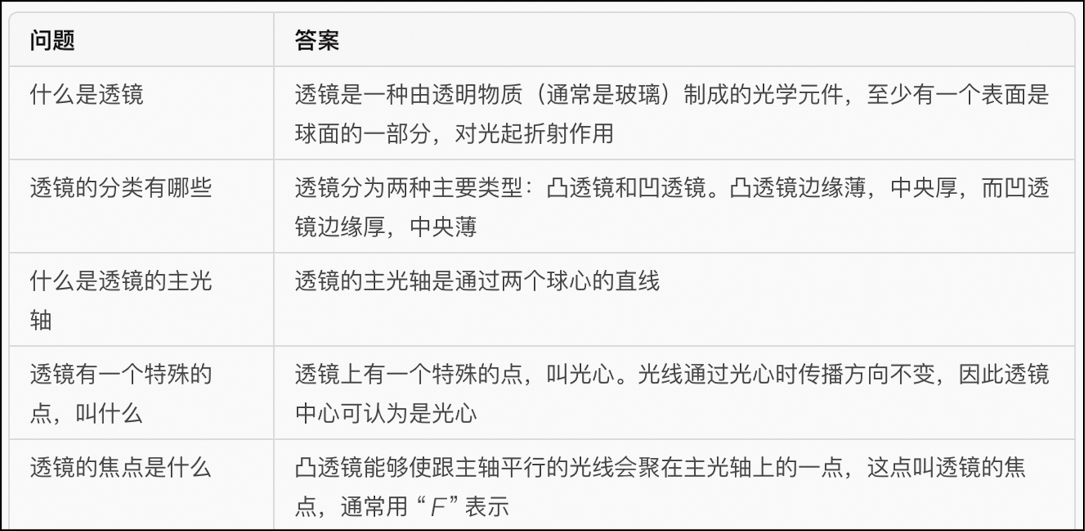 问题
答案
什么是透镜
透镜是一种由透明物质（通常是玻璃）制成的光学元件，至少有一个表面是
球面的一部分，对光起折射作用
透镜的分类有哪些
透镜分为两种主要类型：凸透镜和凹透镜。凸透镜边缘薄，中央厚，而凹透
镜边缘厚，中央薄
什么是透镜的主光
轴
透镜的主光轴是通过两个球心的直线
透镜有一个特殊的
点，叫什么
透镜上有一个特殊的点，叫光心。光线通过光心时传播方向不变，因此透镜
中心可认为是光心
透镜的焦点是什么
凸透镜能够使跟主轴平行的光线会聚在主光轴上的一点，这点叫透镜的焦
点，通常用“F”表示